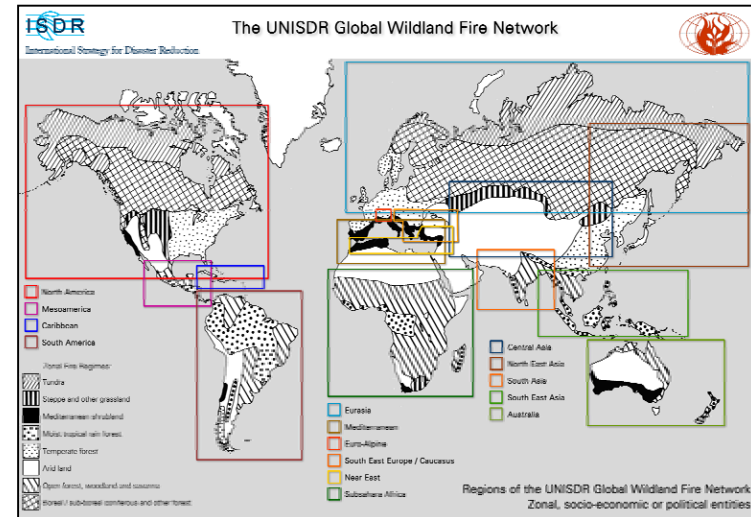 ISDR
International Strategy for Disaster Reduction
The UNISDR Global Wildland Fire Network
North America
Mesoamerica
Caribbean
South America
Zonal Fire Regimes:
Tundra
Steppe and other grassland
Mediterranean shrubland
Moist tropical rain forest
Temperate forest
Arid land
Open forest, woodland and savanna
Boreal / sub-boreal coniferous and other forest
Eurasia
Mediterranean
Euro-Alpine
South East Europe / Caucasus
Near East
Subsahara Africa
Central Asia
North East Asia
South Asia
South East Asia
Australia
Regions of the UNISDR Global Wildland Fire Network
Zonal, socio-economic or political entities